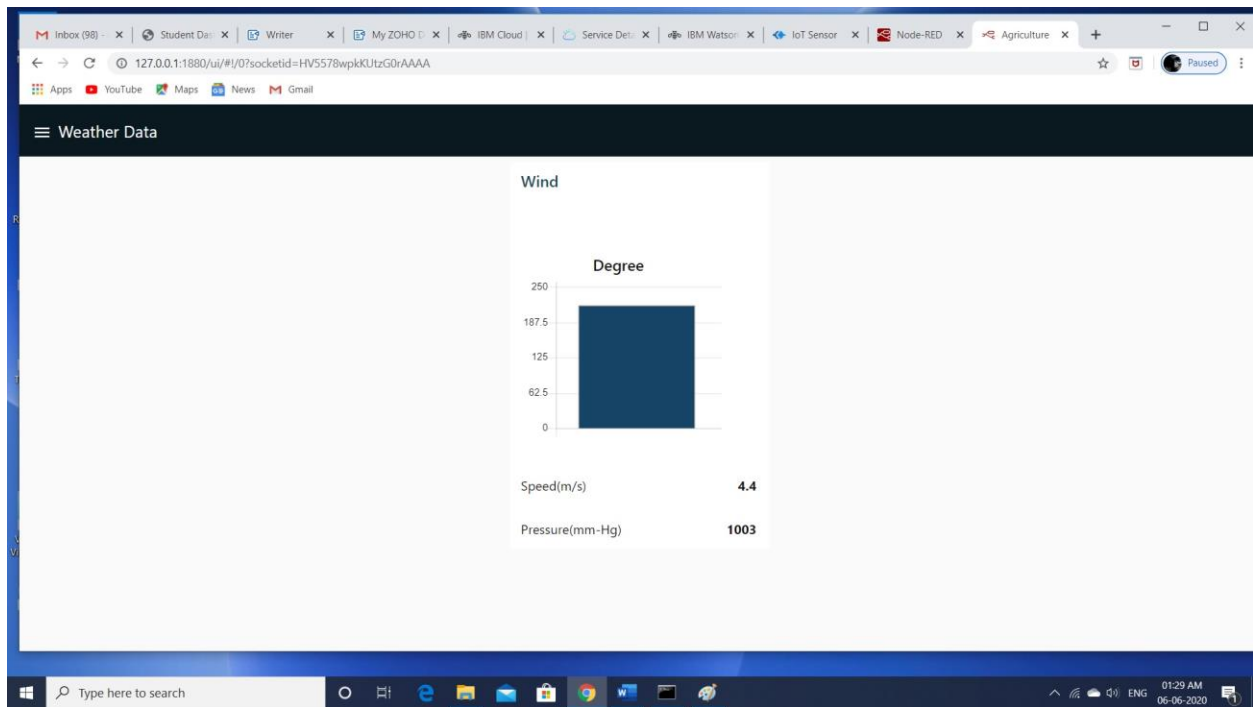 Inbox (98) - Student Das Writer My ZOHO D IBM Cloud | Service Deta IBM Watson IoT Sensor Node-RED Agriculture
127.0.0.1:1880/ui/#!/0?socketid=HV5578wpkKUtzG0rAAAA Paused
Apps YouTube Maps News Gmail
Weather Data
Wind
Degree
250
187.5
125
62.5
0
Speed(m/s) 4.4
Pressure(mm-Hg) 1003
Type here to search ENG 01:29 AM
06-06-2020